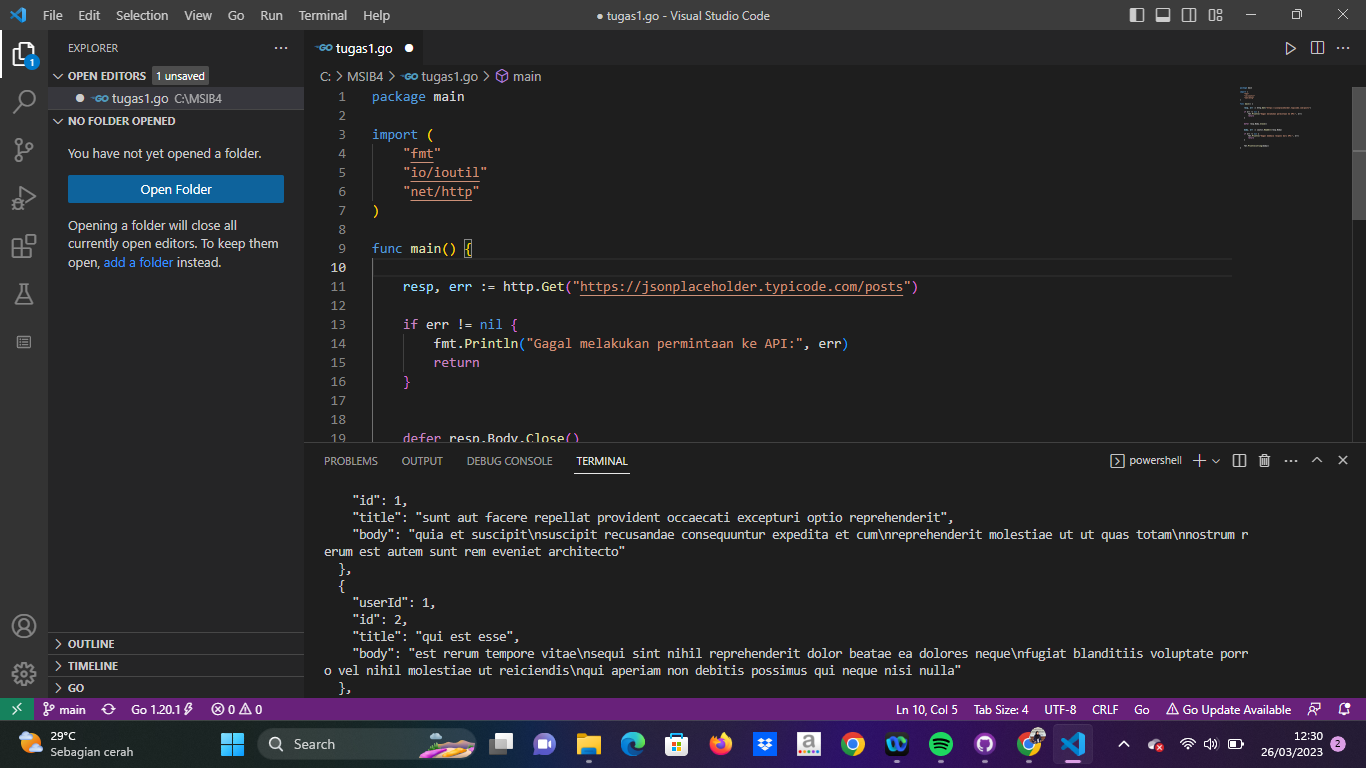 File Edit Selection View Go Run Terminal Help
● tugas1.go - Visual Studio Code
EXPLORER
OPEN EDITORS 1 unsaved
GO tugas1.go C:\MSIB4
NO FOLDER OPENED
You have not yet opened a folder.
Open Folder
Opening a folder will close all
currently open editors. To keep them
open, add a folder instead.
OUTLINE
TIMELINE
GO
GO tugas1.go
C: > MSIB4 > GO tugas1.go > main
1 package main
2
3 import (
4 "fmt"
5 "io/ioutil"
6 "net/http"
7 )
8
9 func main() {
10
11 resp, err := http.Get("https://jsonplaceholder.typicode.com/posts")
12
13 if err != nil {
14 fmt.Println("Gagal melakukan permintaan ke API:", err)
15 return
16 }
17
18
19 defer resp.Body.Close()
PROBLEMS OUTPUT DEBUG CONSOLE TERMINAL
powershell
"id": 1,
"title": "sunt aut facere repellat provident occaecati excepturi optio reprehenderit",
"body": "quia et suscipit\nsuscipit recusandae consequuntur expedita et cum\nreprehenderit molestiae ut ut quas totam\nnostrum r
erum est autem sunt rem eveniet architecto"
},
{
"userId": 1,
"id": 2,
"title": "qui est esse",
"body": "est rerum tempore vitae\nsequi sint nihil reprehenderit dolor beatae ea dolores neque\nfugiat blanditiis voluptate porr
o vel nihil molestiae ut reiciendis\nqui aperiam non debitis possimus qui neque nisi nulla"
},
main Go 1.20.1 0 0 Ln 10, Col 5 Tab Size: 4 UTF-8 CRLF Go Go Update Available
29°C
Sebagian cerah
Search
12:30
26/03/2023
2